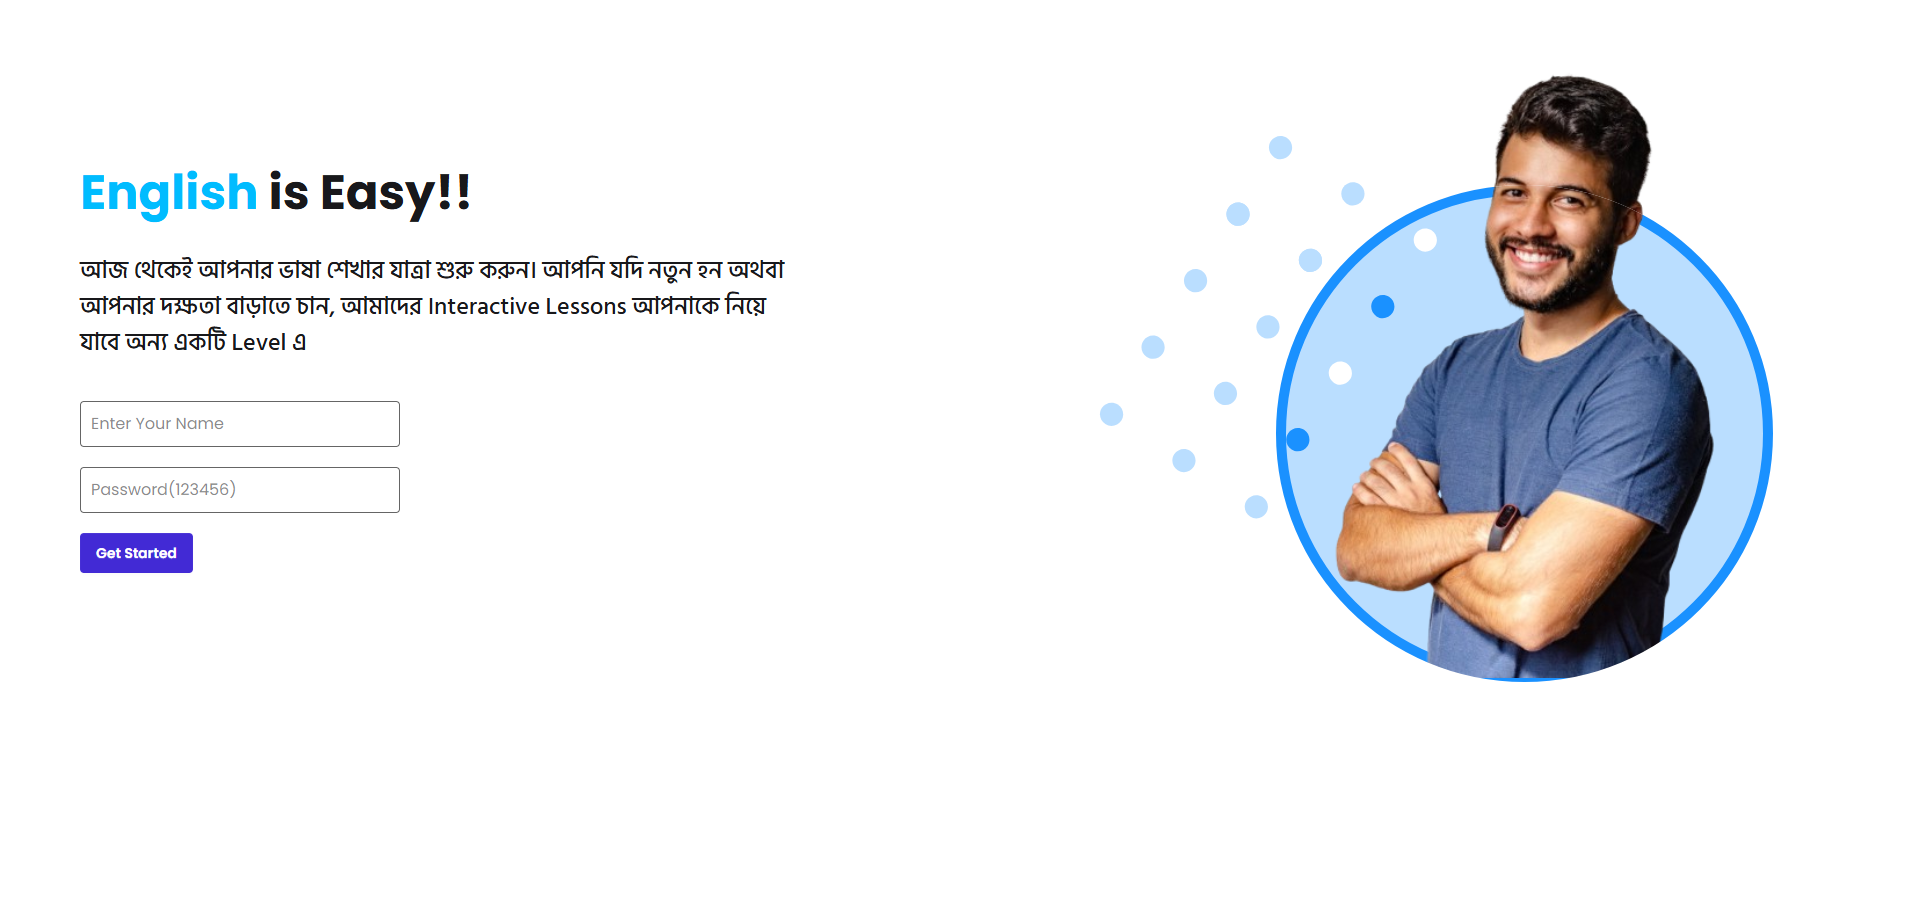 English is Easy!!
আজ থেকেই আপনার ভাষা শেখার যাত্রা শুরু করুন। আপনি যদি নতুন হন অথবা
আপনার দক্ষতা বাড়াতে চান, আমাদের Interactive Lessons আপনাকে নিয়ে
যাবে অন্য একটি Level এ
Enter Your Name
Password(123456)
Get Started